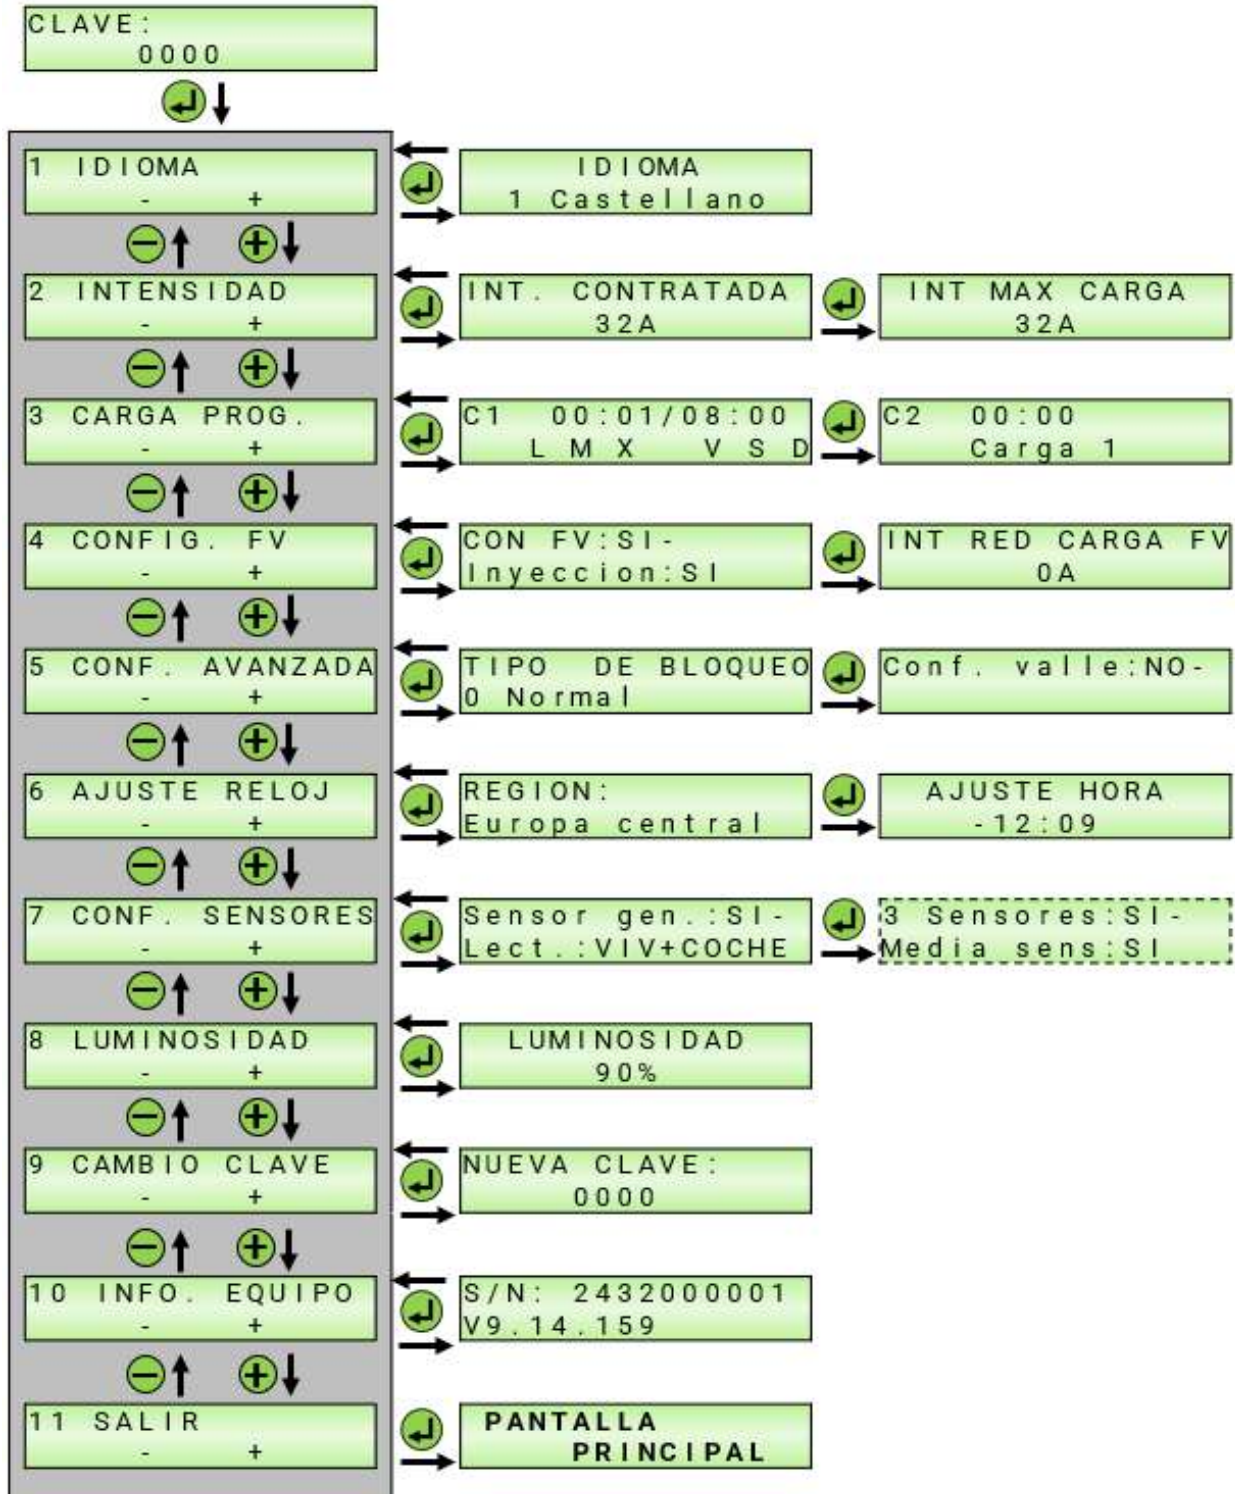 CLAVE:
0000
1 IDIOMA
- +
IDIOMA
1 Castellano
2 INTENSIDAD
- +
INT. CONTRATADA
32A
INT MAX CARGA
32A
3 CARGA PROG.
- +
C1 00:01/08:00
L M X V S D
C2 00:00
Carga 1
4 CONFIG. FV
- +
CON FV:SI-
Inyeccion:SI
INT RED CARGA FV
0A
5 CONF. AVANZADA
- +
TIPO DE BLOQUEO
0 Normal
Conf. valle:NO-
6 AJUSTE RELOJ
- +
REGION:
Europa central
AJUSTE HORA
-12:09
7 CONF. SENSORES
- +
Sensor gen.:SI-
Lect.:VIV+COCHE
3 Sensores:SI-
Media sens:SI
8 LUMINOSIDAD
- +
LUMINOSIDAD
90%
9 CAMBIO CLAVE
- +
NUEVA CLAVE:
0000
10 INFO. EQUIPO
- +
S/N: 2432000001
V9.14.159
11 SALIR
- +
PANTALLA
PRINCIPAL